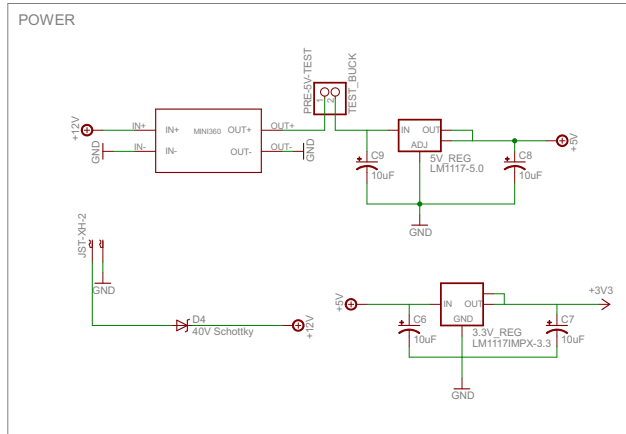 POWER
PRE-5V-TEST
TEST_BUCK
1
2
+12V
IN+
IN+
MINI360
OUT+
OUT+
GND
IN-
IN-
OUT-
OUT-
GND
IN
OUT
ADJ
5V_REG
LM1117-5.0
C9
10uF
C8
10uF
+5V
GND
JST-XH-2
GND
D4
40V Schottky
+12V
+5V
IN
OUT
GND
3.3V_REG
LM1117IMPX-3.3
C6
10uF
C7
10uF
+3V3
GND